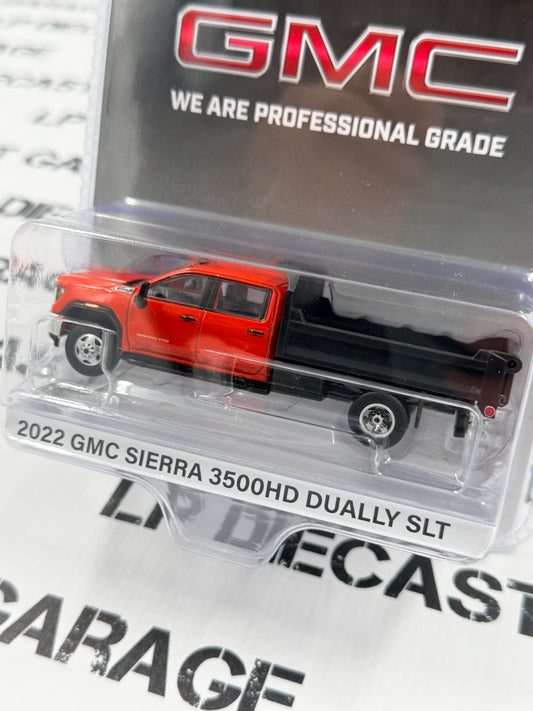 GMC
WE ARE PROFESSIONAL GRADE
2022 GMC SIERRA 3500HD DUALLY SLT
LP DIECAST
GARAGE